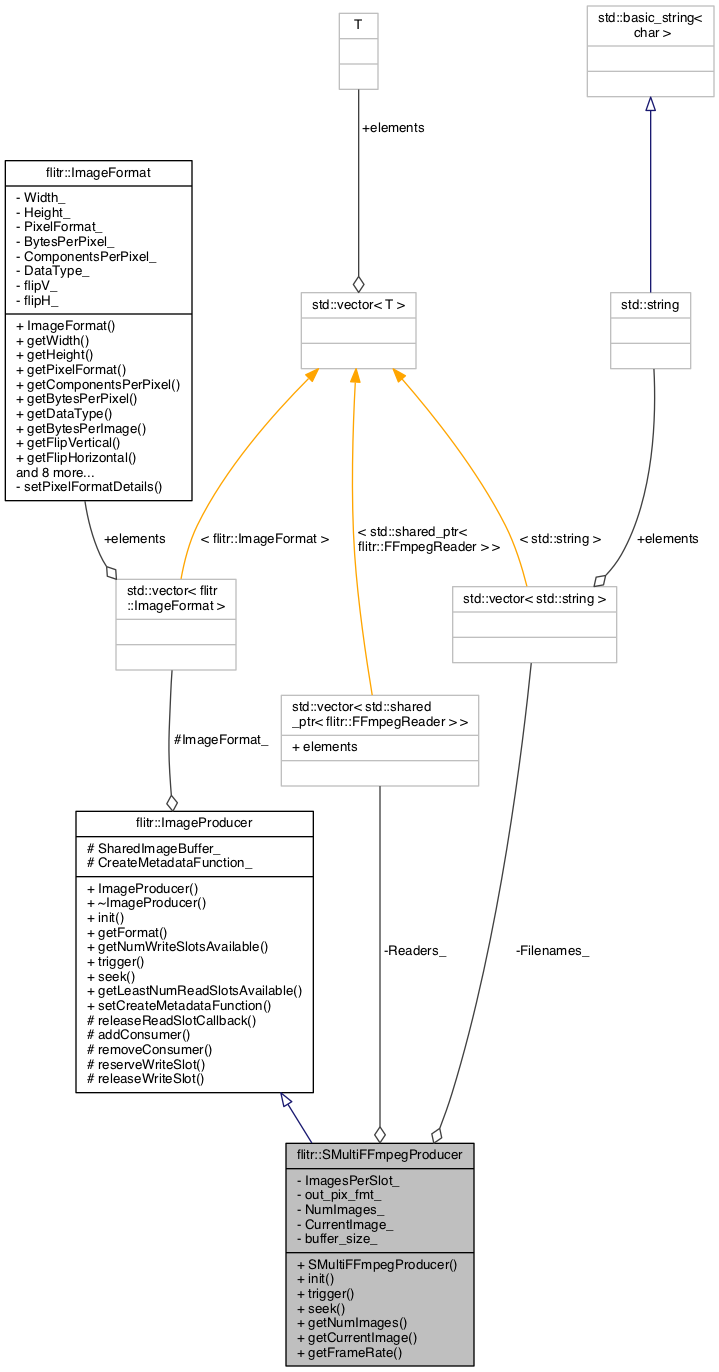 T
std::basic_string<
char >
+elements
flitr::ImageFormat
- Width_
- Height_
- PixelFormat_
- BytesPerPixel_
- ComponentsPerPixel_
- DataType_
- flipV_
- flipH_
+ ImageFormat()
+ getWidth()
+ getHeight()
+ getPixelFormat()
+ getComponentsPerPixel()
+ getBytesPerPixel()
+ getDataType()
+ getBytesPerImage()
+ getFlipVertical()
+ getFlipHorizontal()
and 8 more...
- setPixelFormatDetails()
std::vector< T >
std::string
+elements
< flitr::ImageFormat >
< std::shared_ptr<
flitr::FFmpegReader > >
< std::string >
+elements
std::vector< flitr
::ImageFormat >
std::vector< std::string >
std::vector< std::shared
_ptr< flitr::FFmpegReader > >
+ elements
#ImageFormat_
flitr::ImageProducer
# SharedImageBuffer_
# CreateMetadataFunction_
+ ImageProducer()
+ ~ImageProducer()
+ init()
+ getFormat()
+ getNumWriteSlotsAvailable()
+ trigger()
+ seek()
+ getLeastNumReadSlotsAvailable()
+ setCreateMetadataFunction()
# releaseReadSlotCallback()
# addConsumer()
# removeConsumer()
# reserveWriteSlot()
# releaseWriteSlot()
-Readers_
-Filenames_
flitr::SMultiFFmpegProducer
- ImagesPerSlot_
- out_pix_fmt_
- NumImages_
- CurrentImage_
- buffer_size_
+ SMultiFFmpegProducer()
+ init()
+ trigger()
+ seek()
+ getNumImages()
+ getCurrentImage()
+ getFrameRate()